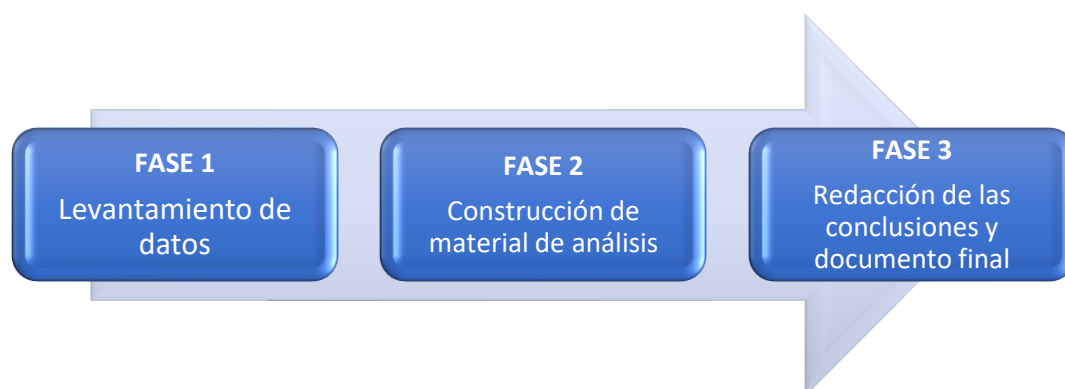 FASE 1
Levantamiento de
datos
FASE 2
Construcción de
material de análisis
FASE 3
Redacción de las
conclusiones y
documento final